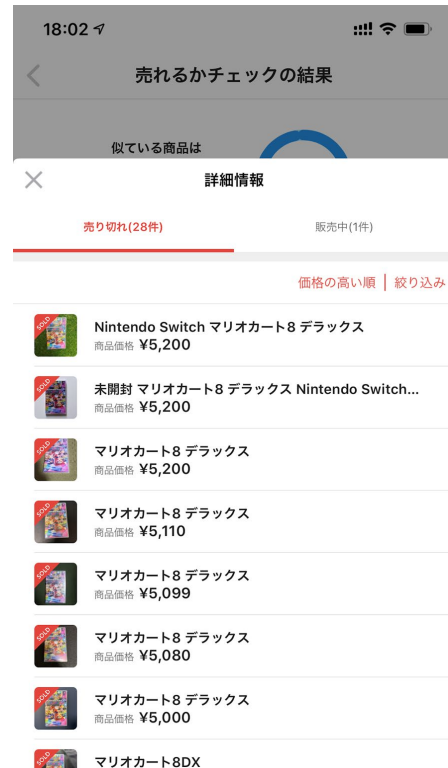 18:02
売れるかチェックの結果
似ている商品は
詳細情報
売り切れ(28件)
販売中(1件)
価格の高い順 | 絞り込み
SOLD
Nintendo Switch マリオカート8 デラックス
商品価格 ¥5,200
SOLD
未開封 マリオカート8 デラックス Nintendo Switch...
商品価格 ¥5,200
SOLD
マリオカート8 デラックス
商品価格 ¥5,200
SOLD
マリオカート8 デラックス
商品価格 ¥5,110
SOLD
マリオカート8 デラックス
商品価格 ¥5,099
SOLD
マリオカート8 デラックス
商品価格 ¥5,080
SOLD
マリオカート8 デラックス
商品価格 ¥5,000
SOLD
マリオカート8DX